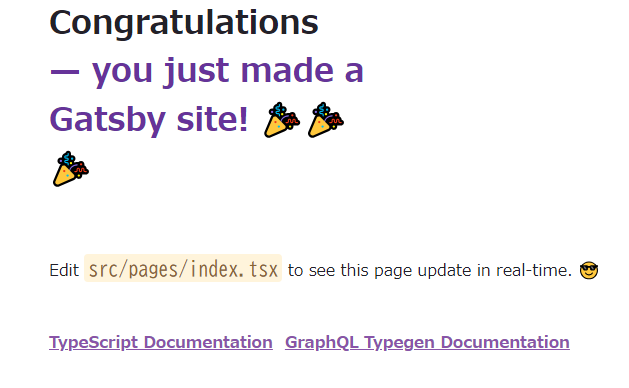 Congratulations
— you just made a
Gatsby site! 🎉🎉
🎉
Edit src/pages/index.tsx to see this page update in real-time. 😎
TypeScript Documentation GraphQL Typegen Documentation